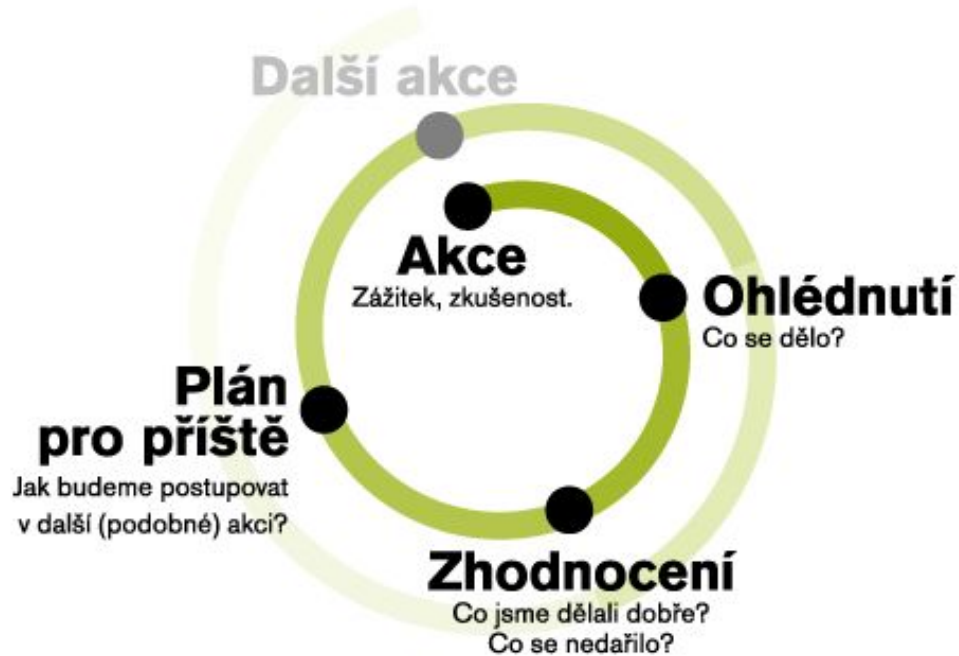 Další akce
Akce
Zážitek, zkušenost.
Ohlédnutí
Co se dělo?
Zhodnocení
Co jsme dělali dobře?
Co se nedařilo?
Plán
pro příště
Jak budeme postupovat
v další (podobné) akci?